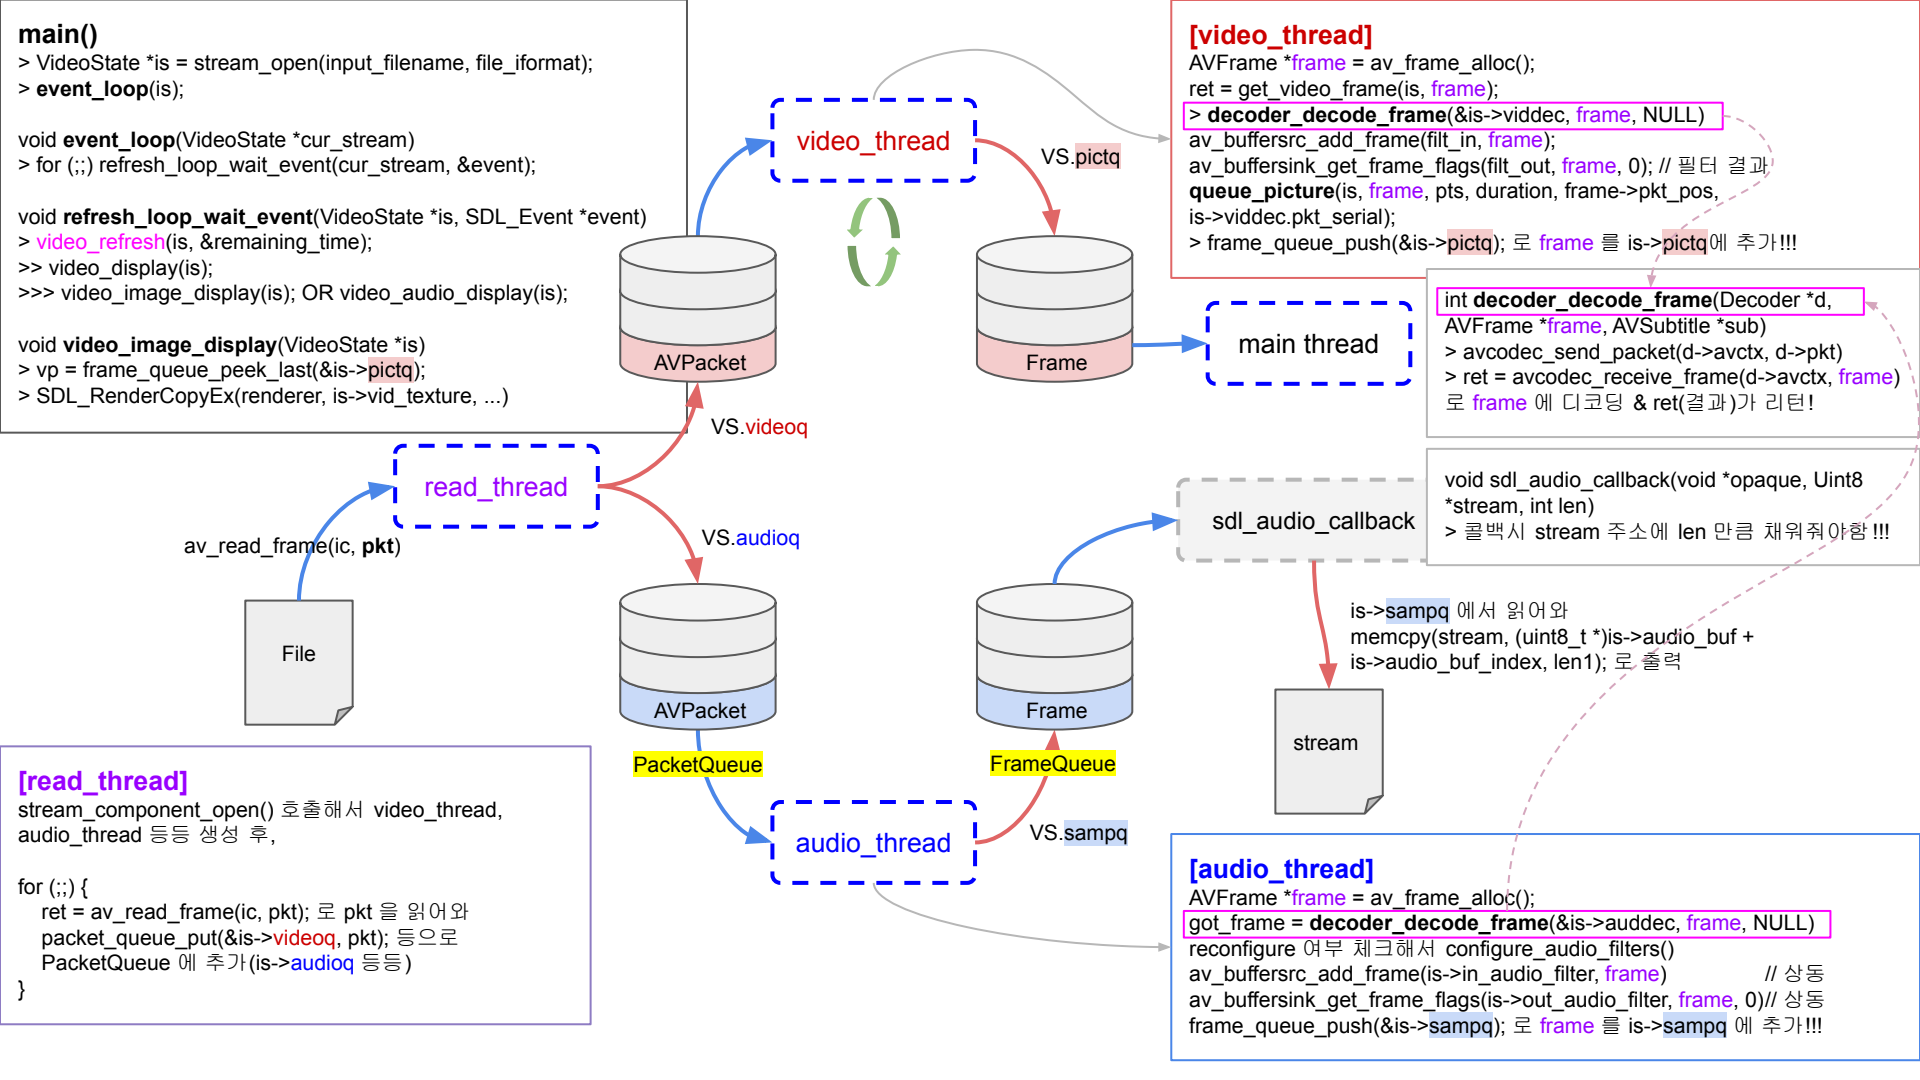 main()
> VideoState *is = stream_open(input_filename, file_iformat);
> event_loop(is);
void event_loop(VideoState *cur_stream)
> for (;;) refresh_loop_wait_event(cur_stream, &event);
void refresh_loop_wait_event(VideoState *is, SDL_Event *event)
> video_refresh(is, &remaining_time);
>> video_display(is);
>>> video_image_display(is); OR video_audio_display(is);
void video_image_display(VideoState *is)
> vp = frame_queue_peek_last(&is->pictq);
> SDL_RenderCopyEx(renderer, is->vid_texture, ...)
video_thread
VS.pictq
AVPacket
Frame
main thread
VS.videoq
read_thread
av_read_frame(ic, pkt)
File
VS.audioq
AVPacket
PacketQueue
audio_thread
VS.sampq
FrameQueue
Frame
sdl_audio_callback
stream
[video_thread]
AVFrame *frame = av_frame_alloc();
ret = get_video_frame(is, frame);
> decoder_decode_frame(&is->viddec, frame, NULL)
av_buffersrc_add_frame(filt_in, frame);
av_buffersink_get_frame_flags(filt_out, frame, 0); // 필터 결과
queue_picture(is, frame, pts, duration, frame->pkt_pos,
is->viddec.pkt_serial);
> frame_queue_push(&is->pictq); 로 frame 를 is->pictq에 추가!!!
int decoder_decode_frame(Decoder *d,
AVFrame *frame, AVSubtitle *sub)
> avcodec_send_packet(d->avctx, d->pkt)
> ret = avcodec_receive_frame(d->avctx, frame)
로 frame 에 디코딩 & ret(결과)가 리턴!
void sdl_audio_callback(void *opaque, Uint8
*stream, int len)
> 콜백시 stream 주소에 len 만큼 채워줘야함!!!
is->sampq 에서 읽어와
memcpy(stream, (uint8_t *)is->audio_buf +
is->audio_buf_index, len1); 로 출력
[read_thread]
stream_component_open() 호출해서 video_thread,
audio_thread 등등 생성 후,
for (;;) {
ret = av_read_frame(ic, pkt); 로 pkt 을 읽어와
packet_queue_put(&is->videoq, pkt); 등으로
PacketQueue 에 추가(is->audioq 등등)
}
[audio_thread]
AVFrame *frame = av_frame_alloc();
got_frame = decoder_decode_frame(&is->auddec, frame, NULL)
reconfigure 여부 체크해서 configure_audio_filters()
av_buffersrc_add_frame(is->in_audio_filter, frame) // 상동
av_buffersink_get_frame_flags(is->out_audio_filter, frame, 0)// 상동
frame_queue_push(&is->sampq); 로 frame 를 is->sampq 에 추가!!!